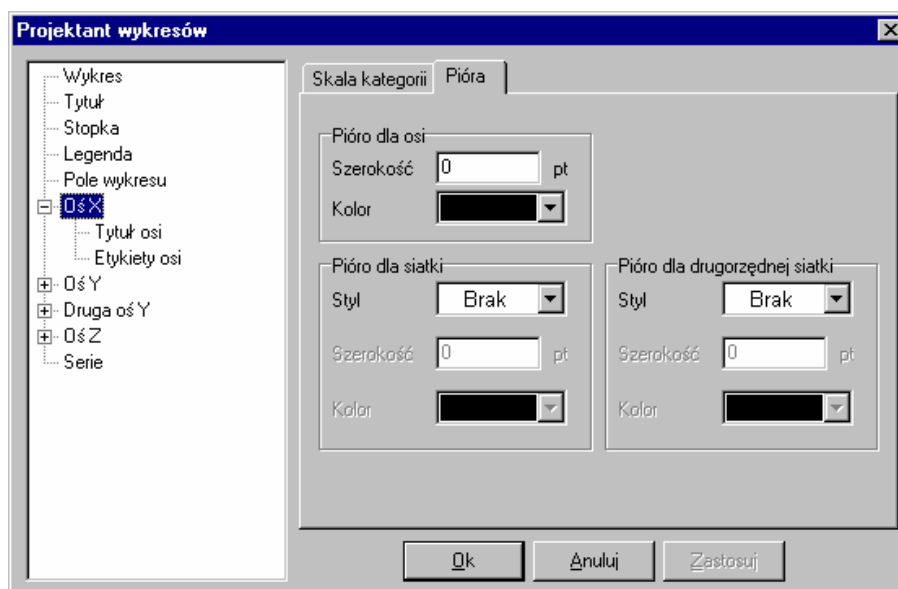 Projektant wykresów
Wykres
Tytuł
Stopka
Legenda
Pole wykresu
Oś X
Tytuł osi
Etykiety osi
Oś Y
Druga oś Y
Oś Z
Serie
Skala kategorii
Pióra
Pióro dla osi
Szerokość 0 pt
Kolor
Pióro dla siatki
Styl Brak
Szerokość 0 pt
Kolor
Pióro dla drugorzędnej siatki
Styl Brak
Szerokość 0 pt
Kolor
Ok
Anuluj
Zastosuj